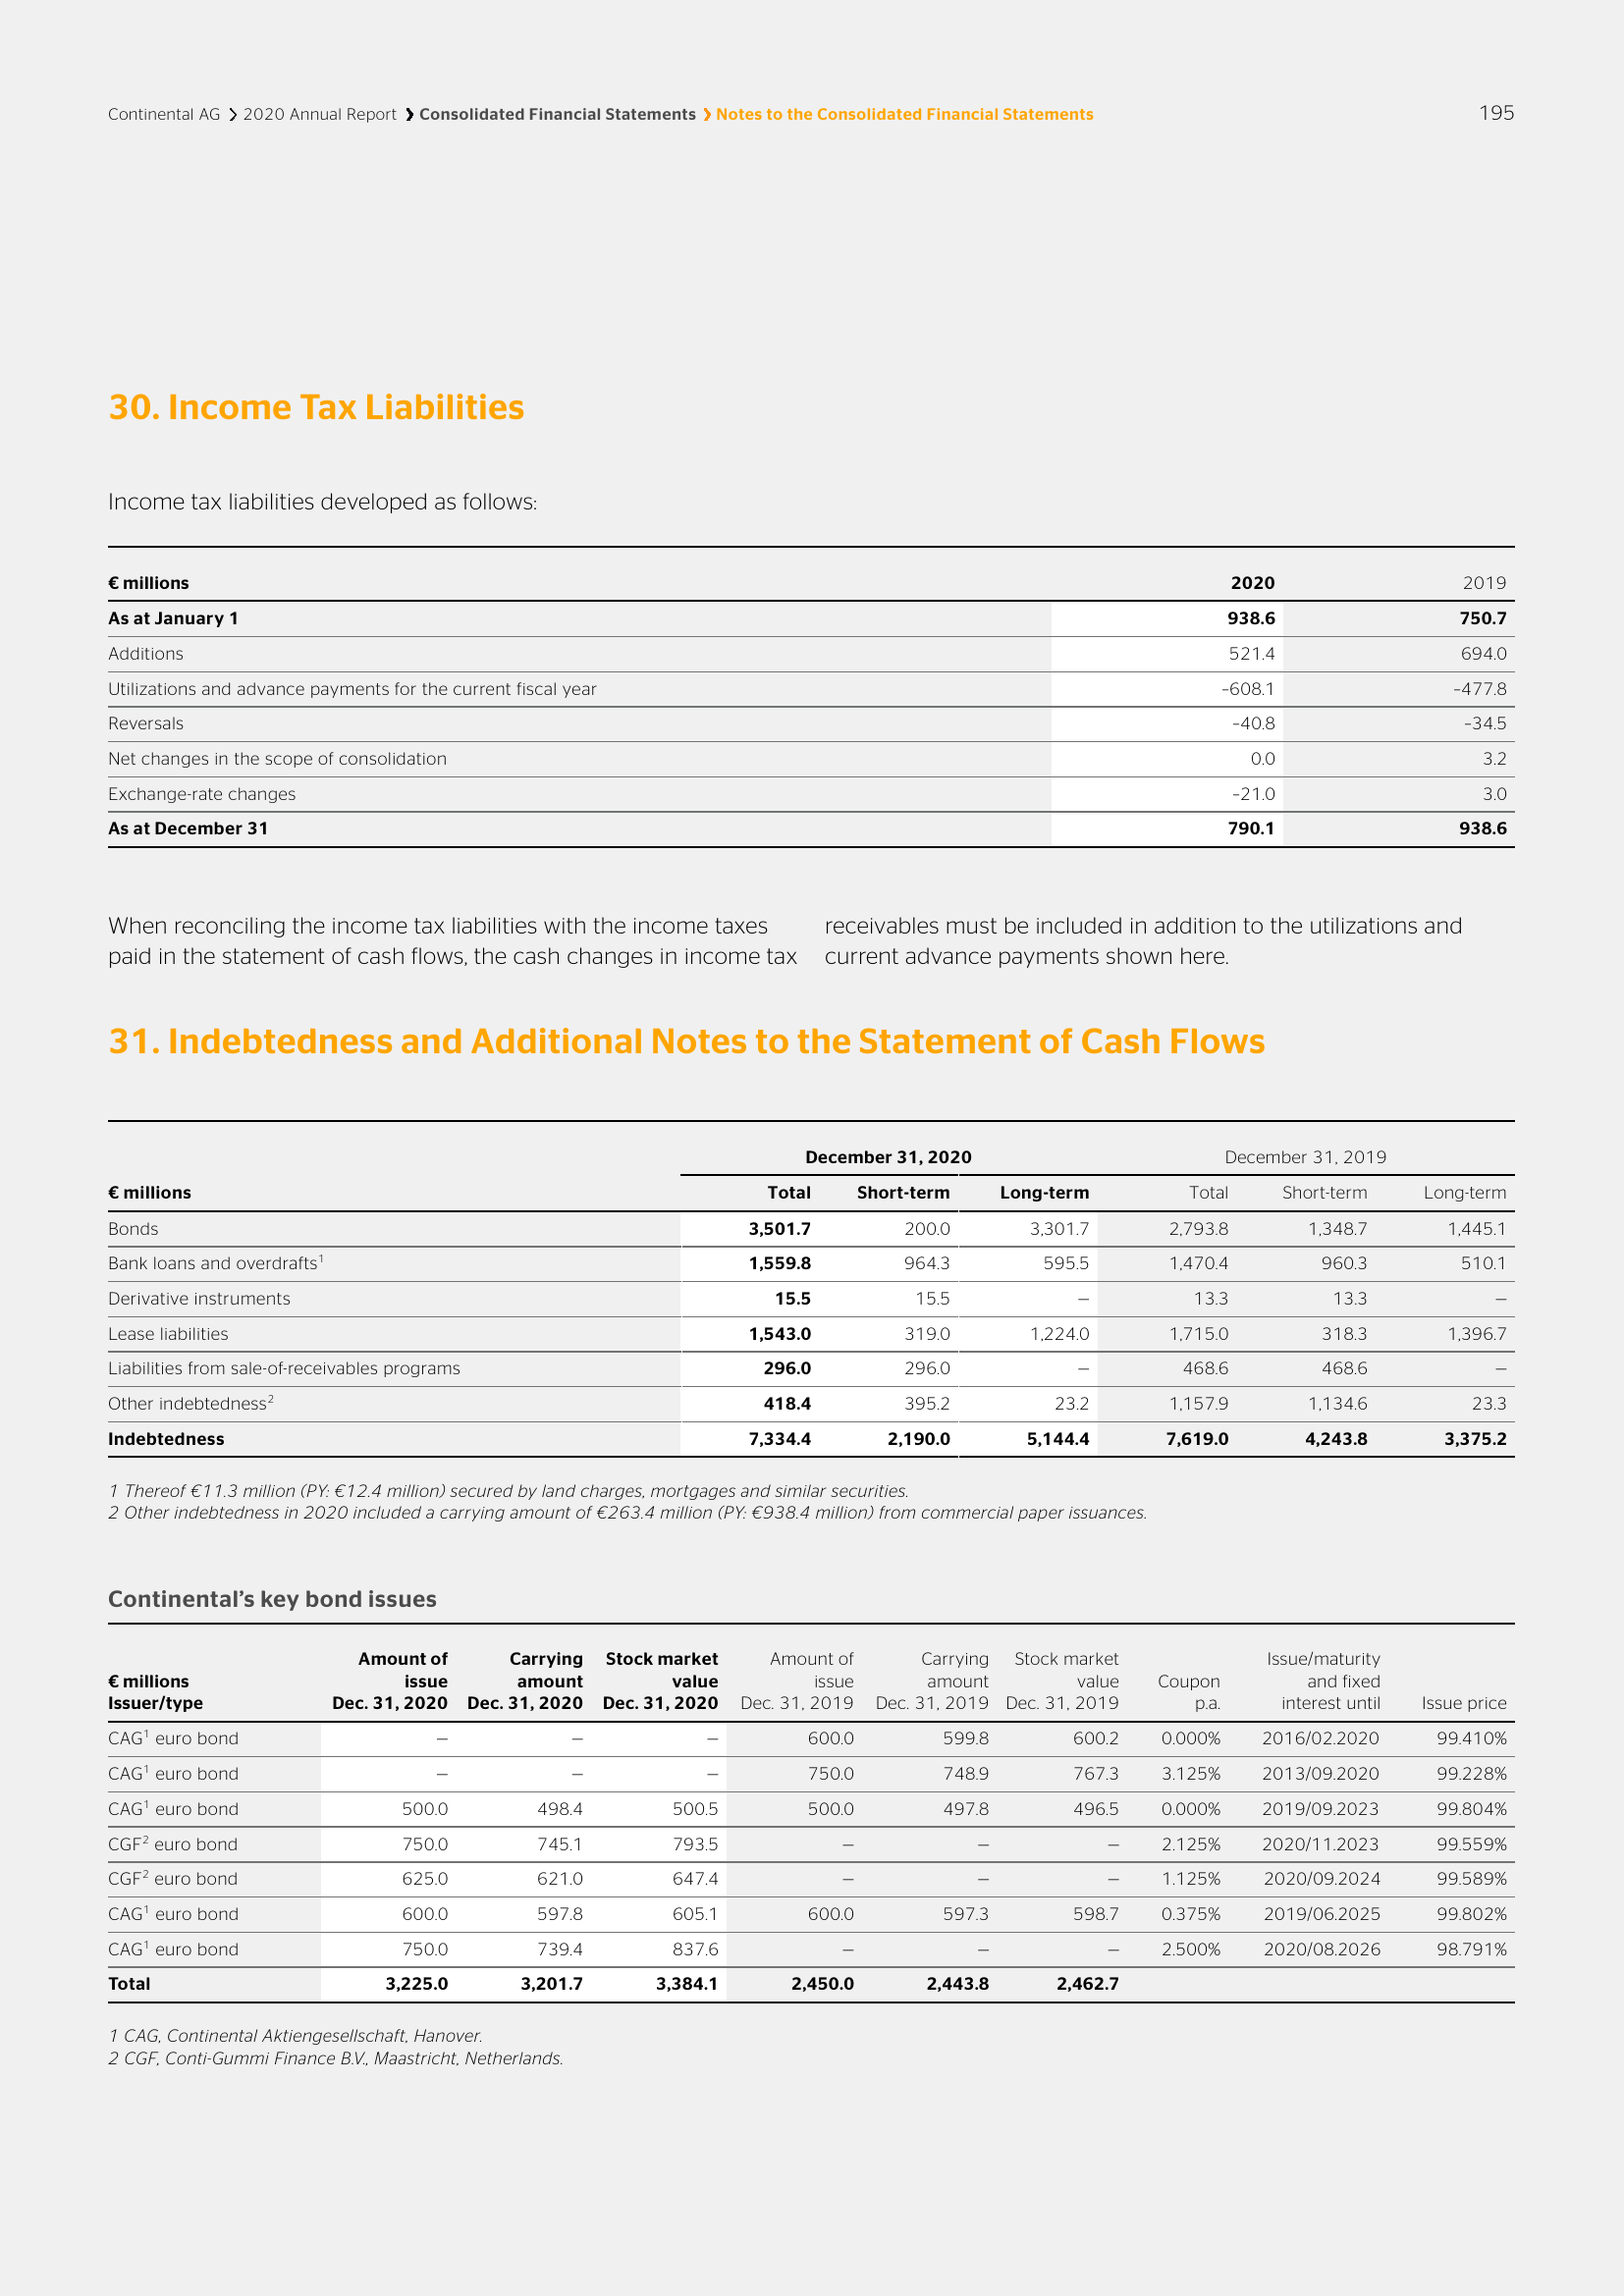 Continental AG ❯ 2020 Annual Report ❯ Consolidated Financial Statements ❯ Notes to the Consolidated Financial Statements 195
30. Income Tax Liabilities
Income tax liabilities developed as follows:
€ millions 2020 2019
As at January 1 938.6 750.7
Additions 521.4 694.0
Utilizations and advance payments for the current fiscal year –608.1 –477.8
Reversals –40.8 –34.5
Net changes in the scope of consolidation 0.0 3.2
Exchange-rate changes –21.0 3.0
As at December 31 790.1 938.6
When reconciling the income tax liabilities with the income taxes
paid in the statement of cash flows, the cash changes in income tax
receivables must be included in addition to the utilizations and
current advance payments shown here.
31. Indebtedness and Additional Notes to the Statement of Cash Flows
December 31, 2020 December 31, 2019
€ millions Total Short-term Long-term Total Short-term Long-term
Bonds 3,501.7 200.0 3,301.7 2,793.8 1,348.7 1,445.1
Bank loans and overdrafts¹ 1,559.8 964.3 595.5 1,470.4 960.3 510.1
Derivative instruments 15.5 15.5 — 13.3 13.3 —
Lease liabilities 1,543.0 319.0 1,224.0 1,715.0 318.3 1,396.7
Liabilities from sale-of-receivables programs 296.0 296.0 — 468.6 468.6 —
Other indebtedness² 418.4 395.2 23.2 1,157.9 1,134.6 23.3
Indebtedness 7,334.4 2,190.0 5,144.4 7,619.0 4,243.8 3,375.2
1 Thereof €11.3 million (PY: €12.4 million) secured by land charges, mortgages and similar securities.
2 Other indebtedness in 2020 included a carrying amount of €263.4 million (PY: €938.4 million) from commercial paper issuances.
Continental’s key bond issues
Amount of Carrying Stock market Amount of Carrying Stock market Issue/maturity
€ millions issue amount value issue amount value Coupon and fixed
Issuer/type Dec. 31, 2020 Dec. 31, 2020 Dec. 31, 2020 Dec. 31, 2019 Dec. 31, 2019 Dec. 31, 2019 p.a. interest until Issue price
CAG¹ euro bond — — — 600.0 599.8 600.2 0.000% 2016/02.2020 99.410%
CAG¹ euro bond — — — 750.0 748.9 767.3 3.125% 2013/09.2020 99.228%
CAG¹ euro bond 500.0 498.4 500.5 500.0 497.8 496.5 0.000% 2019/09.2023 99.804%
CGF² euro bond 750.0 745.1 793.5 — — — 2.125% 2020/11.2023 99.559%
CGF² euro bond 625.0 621.0 647.4 — — — 1.125% 2020/09.2024 99.589%
CAG¹ euro bond 600.0 597.8 605.1 600.0 597.3 598.7 0.375% 2019/06.2025 99.802%
CAG¹ euro bond 750.0 739.4 837.6 — — — 2.500% 2020/08.2026 98.791%
Total 3,225.0 3,201.7 3,384.1 2,450.0 2,443.8 2,462.7
1 CAG, Continental Aktiengesellschaft, Hanover.
2 CGF, Conti-Gummi Finance B.V., Maastricht, Netherlands.